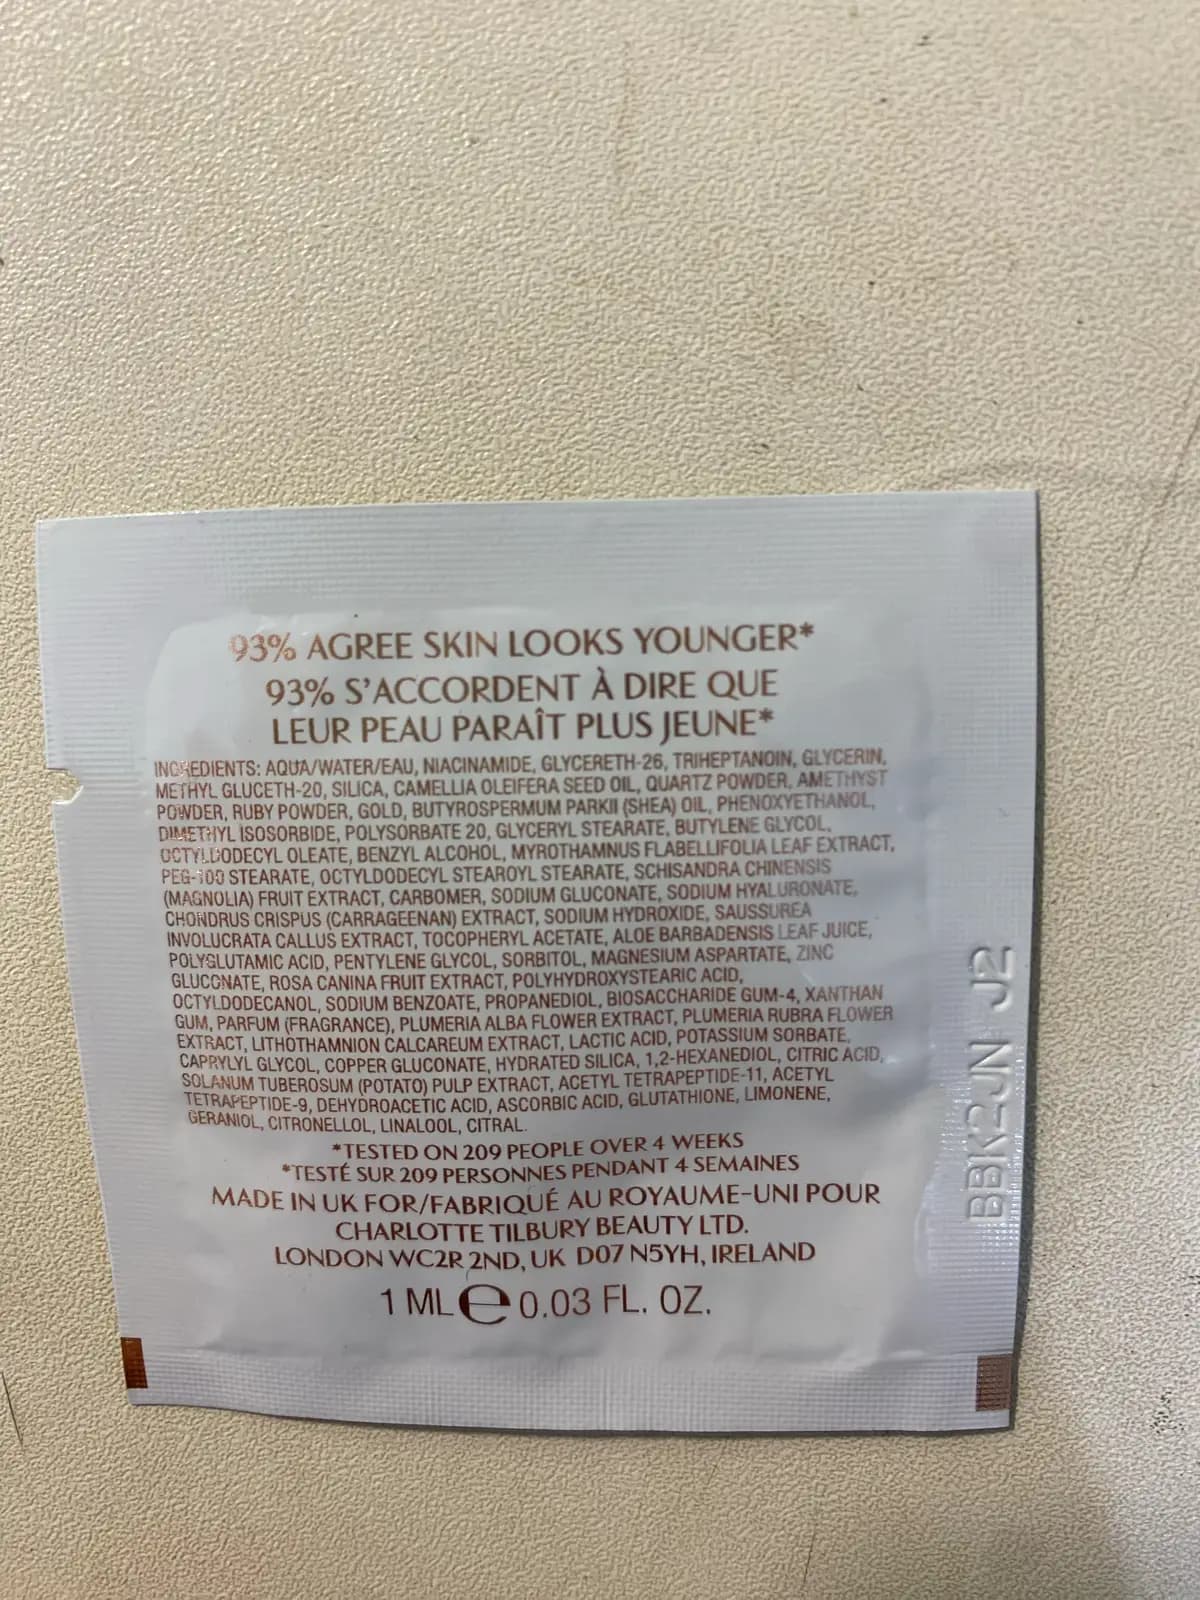 93% AGREE SKIN LOOKS YOUNGER*
93% S'ACCORDENT À DIRE QUE
LEUR PEAU PARAÎT PLUS JEUNE*
INGREDIENTS: AQUA/WATER/EAU, NIACINAMIDE, GLYCERETH-26, TRIHEPTANOIN, GLYCERIN,
METHYL GLUCETH-20, SILICA, CAMELLIA OLEIFERA SEED OIL, QUARTZ POWDER, AMETHYST
POWDER, RUBY POWDER, GOLD, BUTYROSPERMUM PARKII (SHEA) OIL, PHENOXYETHANOL,
DIMETHYL ISOSORBIDE, POLYSORBATE 20, GLYCERYL STEARATE, BUTYLENE GLYCOL,
OCTYLDODECYL OLEATE, BENZYL ALCOHOL, MYROTHAMNUS FLABELLIFOLIA LEAF EXTRACT,
PEG-100 STEARATE, OCTYLDODECYL STEAROYL STEARATE, SCHISANDRA CHINENSIS
(MAGNOLIA) FRUIT EXTRACT, CARBOMER, SODIUM GLUCONATE, SODIUM HYALURONATE,
CHONDRUS CRISPUS (CARRAGEENAN) EXTRACT, SODIUM HYDROXIDE, SAUSSUREA
INVOLUCRATA CALLUS EXTRACT, TOCOPHERYL ACETATE, ALOE BARBADENSIS LEAF JUICE,
POLYGLUTAMIC ACID, PENTYLENE GLYCOL, SORBITOL, MAGNESIUM ASPARTATE, ZINC
GLUCONATE, ROSA CANINA FRUIT EXTRACT, POLYHYDROXYSTEARIC ACID,
OCTYLDODECANOL, SODIUM BENZOATE, PROPANEDIOL, BIOSACCHARIDE GUM-4, XANTHAN
GUM, PARFUM (FRAGRANCE), PLUMERIA ALBA FLOWER EXTRACT, PLUMERIA RUBRA FLOWER
EXTRACT, LITHOTHAMNION CALCAREUM EXTRACT, LACTIC ACID, POTASSIUM SORBATE,
CAPRYLYL GLYCOL, COPPER GLUCONATE, HYDRATED SILICA, 1,2-HEXANEDIOL, CITRIC ACID,
SOLANUM TUBEROSUM (POTATO) PULP EXTRACT, ACETYL TETRAPEPTIDE-11, ACETYL
TETRAPEPTIDE-9, DEHYDROACETIC ACID, ASCORBIC ACID, GLUTATHIONE, LIMONENE,
GERANIOL, CITRONELLOL, LINALOOL, CITRAL.
*TESTED ON 209 PEOPLE OVER 4 WEEKS
*TESTÉ SUR 209 PERSONNES PENDANT 4 SEMAINES
MADE IN UK FOR/FABRIQUÉ AU ROYAUME-UNI POUR
CHARLOTTE TILBURY BEAUTY LTD.
LONDON WC2R 2ND, UK D07 N5YH, IRELAND
1 ML e 0.03 FL. OZ.
BBK2JN J2